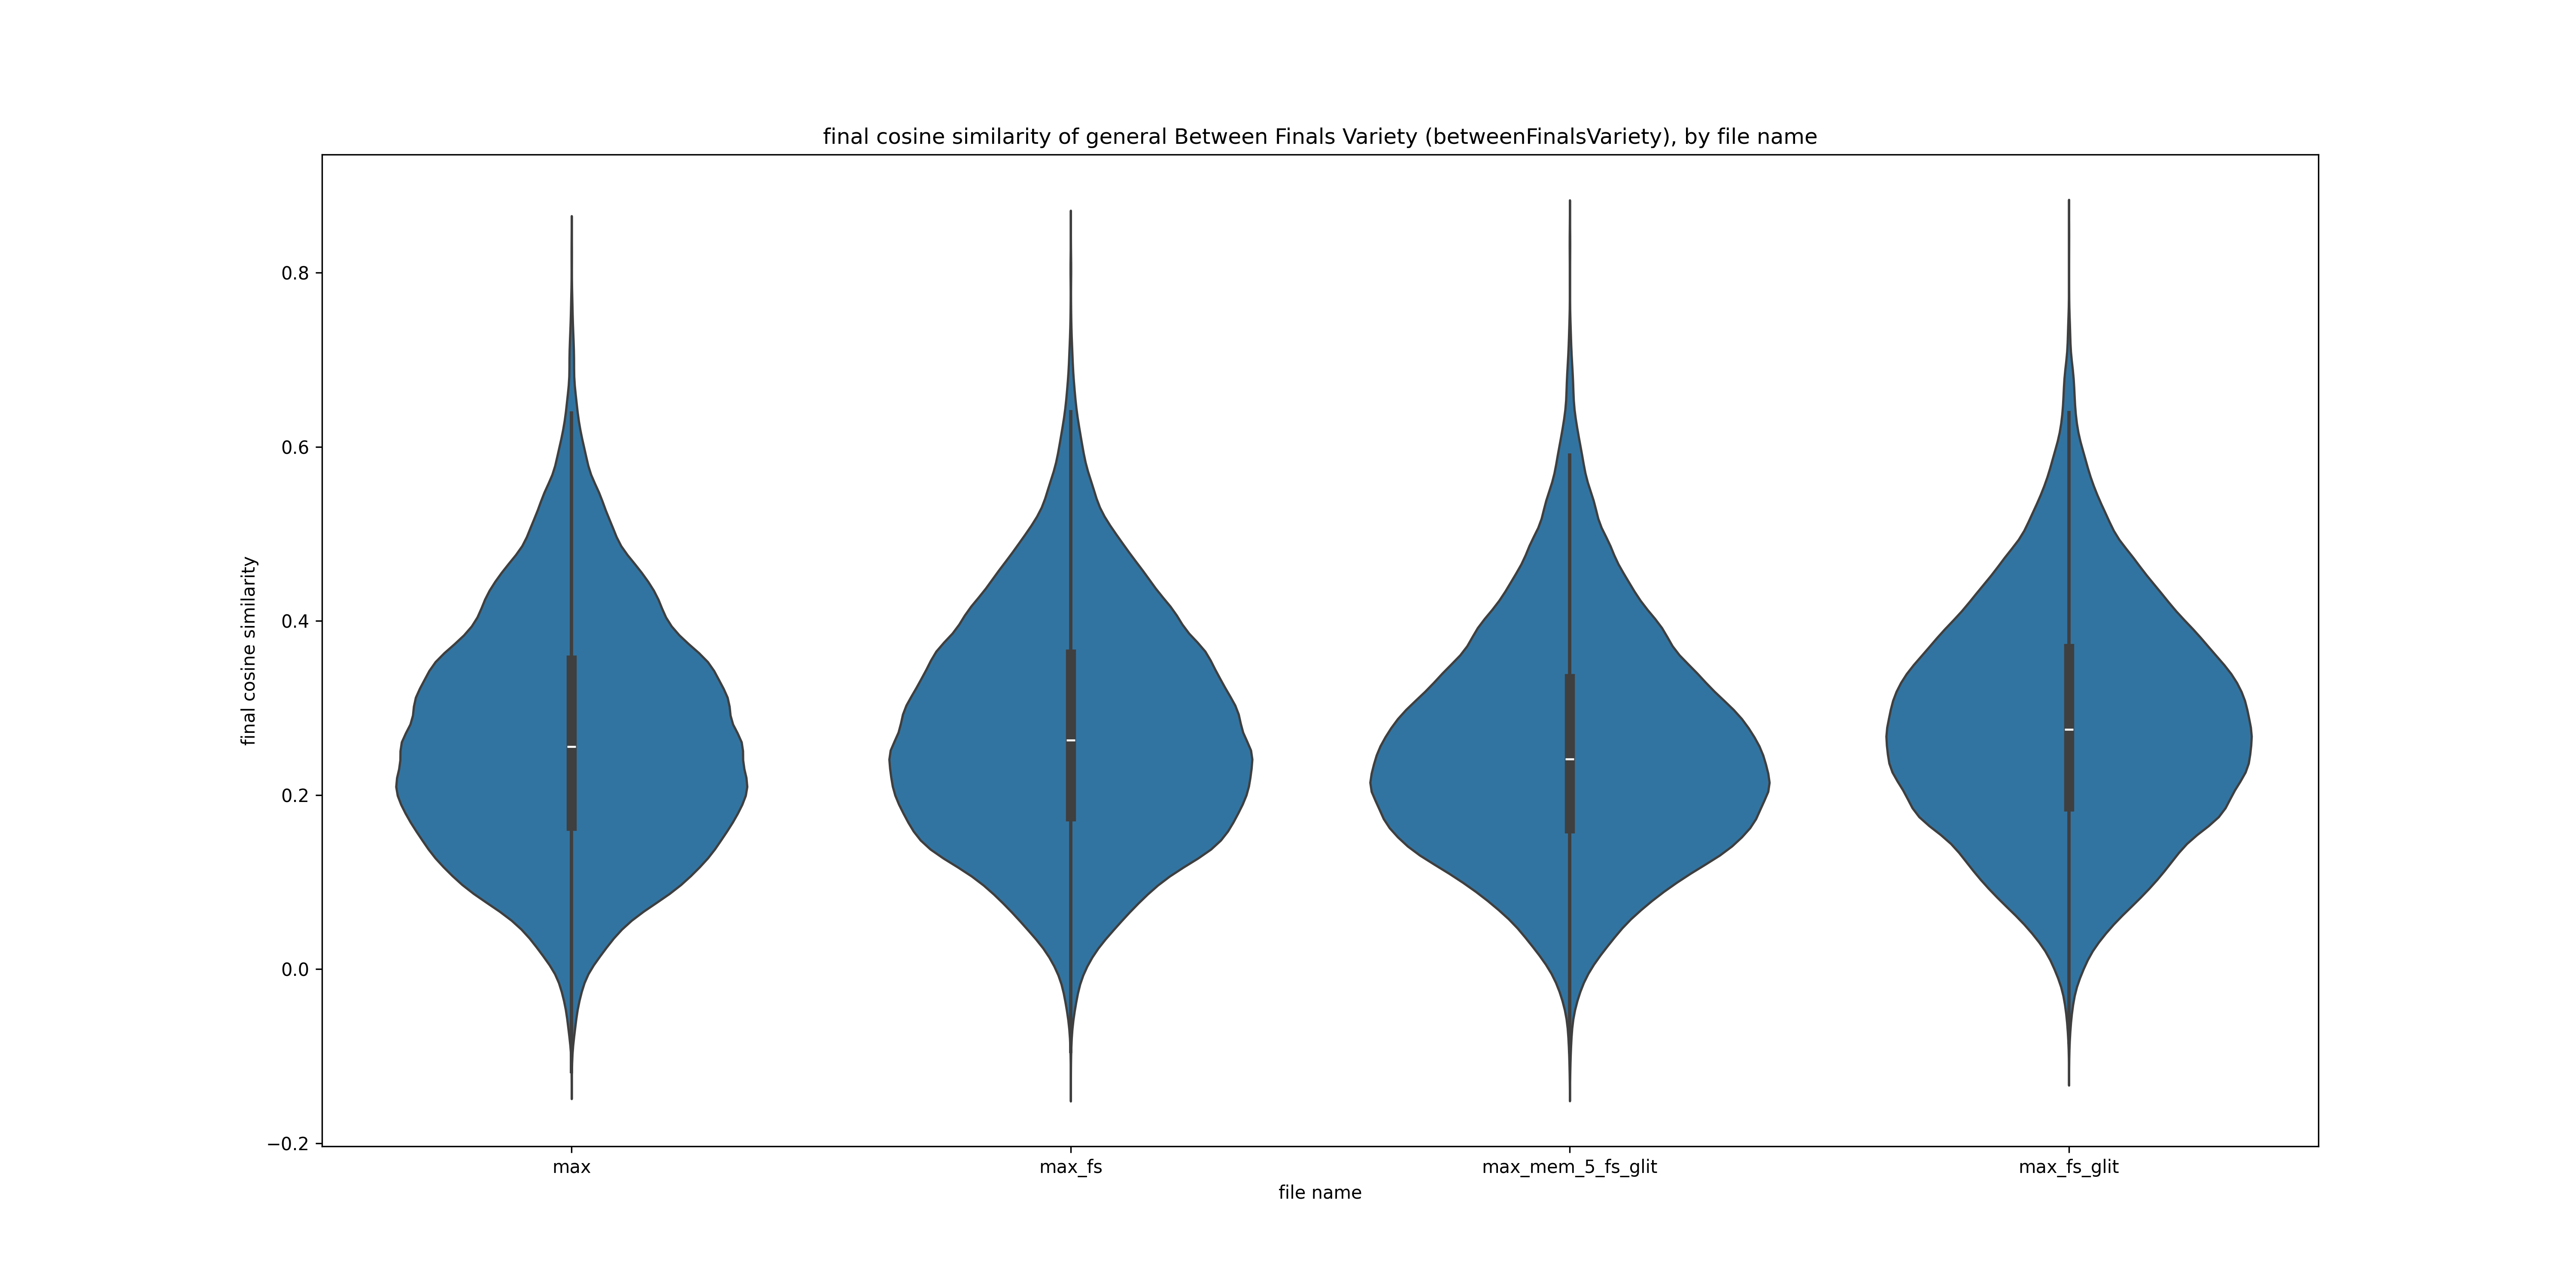 final cosine similarity of general Between Finals Variety (betweenFinalsVariety), by file name
final cosine similarity
0.8
0.6
0.4
0.2
0.0
−0.2
max
max_fs
max_mem_5_fs_glit
max_fs_glit
file name